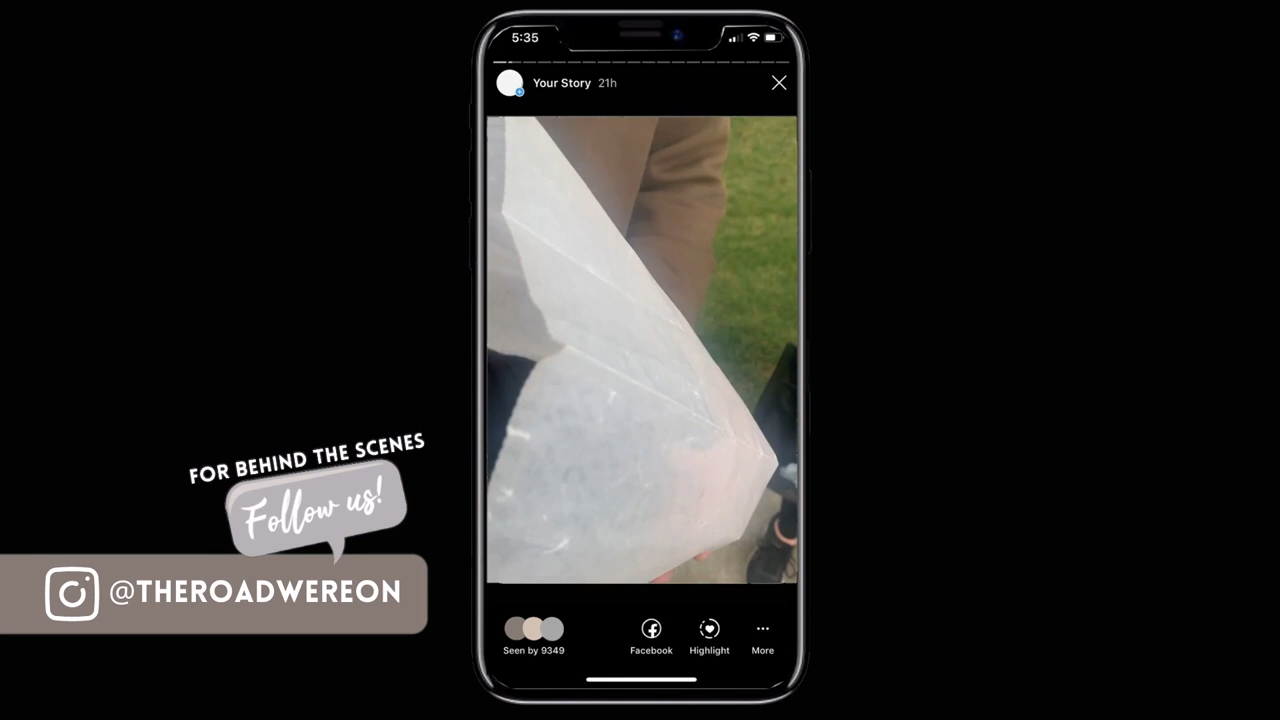 5:35
Your Story 21h
FOR BEHIND THE SCENES
Follow us!
@THEROADWEREON
Seen by 9349
Facebook
Highlight
More